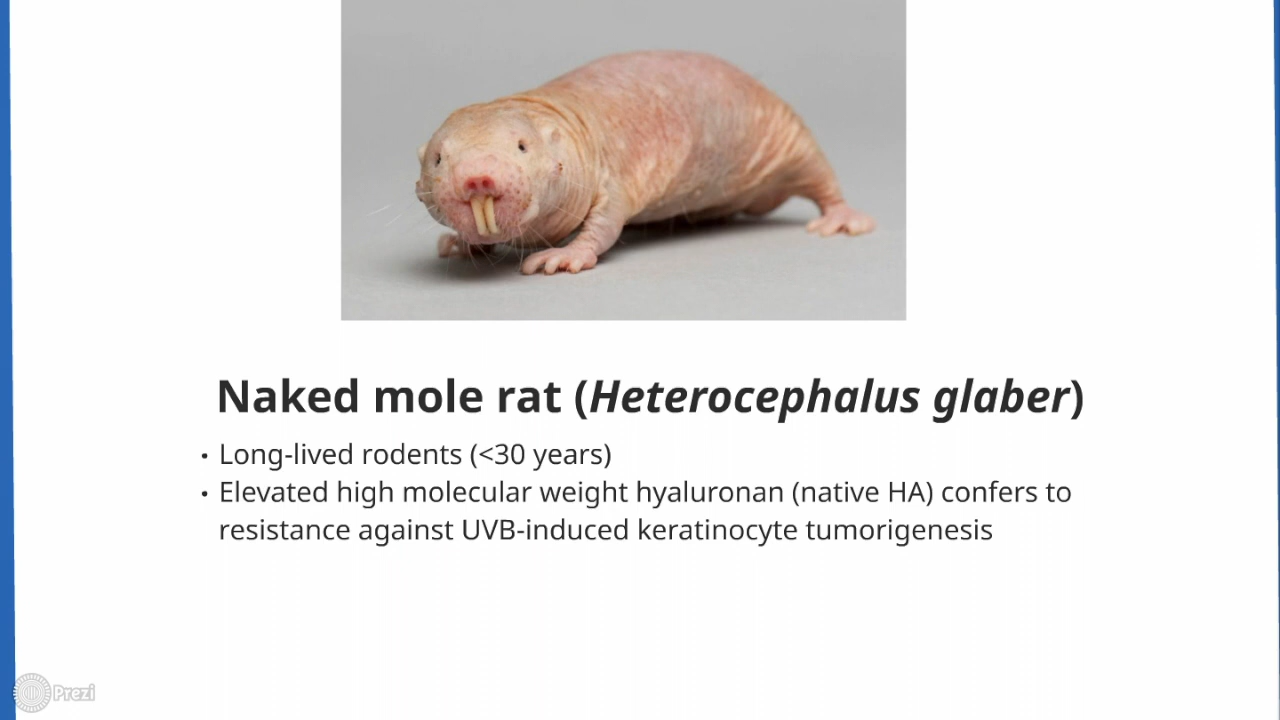 Naked mole rat (Heterocephalus glaber)
• Long-lived rodents (<30 years)
• Elevated high molecular weight hyaluronan (native HA) confers to
resistance against UVB-induced keratinocyte tumorigenesis
Prezi